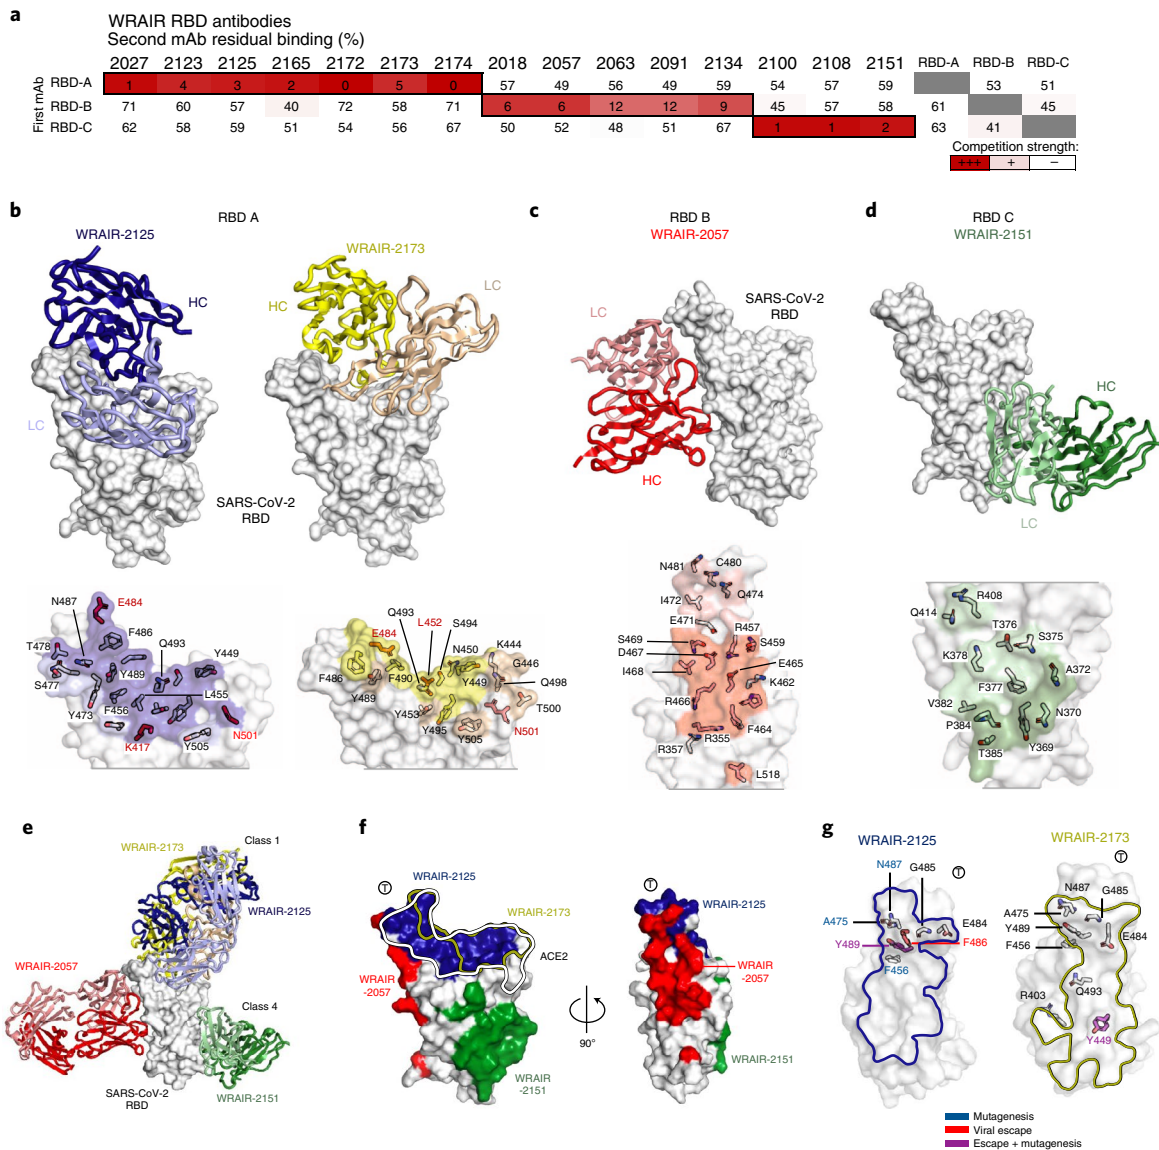 a
WRAIR RBD antibodies
Second mAb residual binding (%)
2027 2123 2125 2165 2172 2173 2174 2018 2057 2063 2091 2134 2100 2108 2151 RBD-A RBD-B RBD-C
First mAb
RBD-A 1 4 3 2 0 5 0 57 49 56 49 59 54 57 59 53 51
RBD-B 71 60 57 40 72 58 71 6 6 12 12 9 45 57 58 61 45
RBD-C 62 58 59 51 54 56 67 50 52 48 51 67 1 1 2 63 41
Competition strength:
+++ + −
b
RBD A
WRAIR-2125
HC
LC
WRAIR-2173
HC
LC
SARS-CoV-2
RBD
N487
E484
F486
Q493
T478
Y449
S477
Y489
L455
Y473
F456
K417
Y505
N501
Q493
L452
S494
E484
N450
K444
G446
F486
F490
Y449
Q498
Y489
Y453
T500
Y495
Y505
N501
c
RBD B
WRAIR-2057
LC
SARS-CoV-2
RBD
HC
N481
C480
Q474
I472
E471
R457
S469
S459
D467
E465
I468
K462
R466
F464
R357
R355
L518
d
RBD C
WRAIR-2151
HC
LC
R408
Q414
T376
S375
K378
A372
F377
V382
N370
P384
T385
Y369
e
WRAIR-2173
Class 1
WRAIR-2125
WRAIR-2057
Class 4
SARS-CoV-2
RBD
WRAIR-2151
f
T
WRAIR-2125
WRAIR-2173
ACE2
WRAIR
-2057
WRAIR
-2151
90°
T
WRAIR-2125
WRAIR
-2057
WRAIR-2151
g
WRAIR-2125
N487
G485
T
A475
E484
Y489
F486
F456
WRAIR-2173
T
N487
G485
A475
Y489
E484
F456
Q493
R403
Y449
Mutagenesis
Viral escape
Escape + mutagenesis